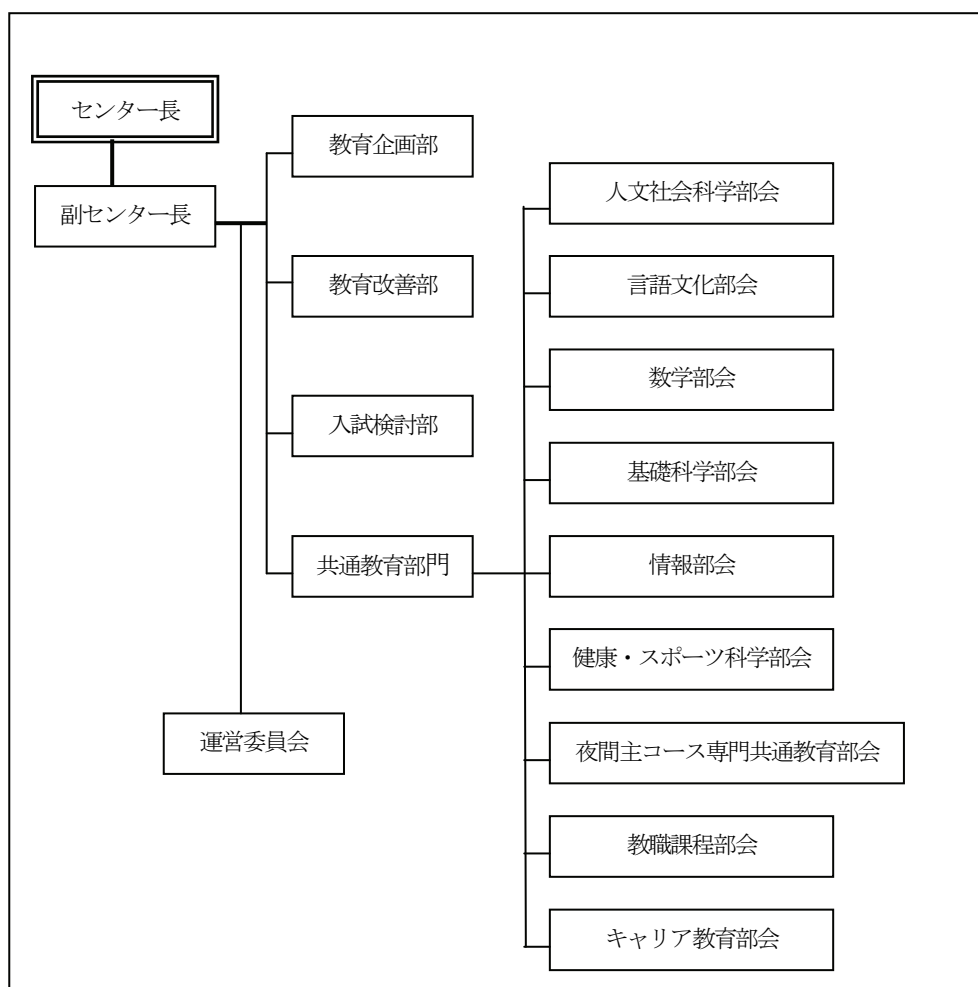 センター長
副センター長
教育企画部
教育改善部
入試検討部
共通教育部門
運営委員会
人文社会科学部会
言語文化部会
数学部会
基礎科学部会
情報部会
健康・スポーツ科学部会
夜間主コース専門共通教育部会
教職課程部会
キャリア教育部会